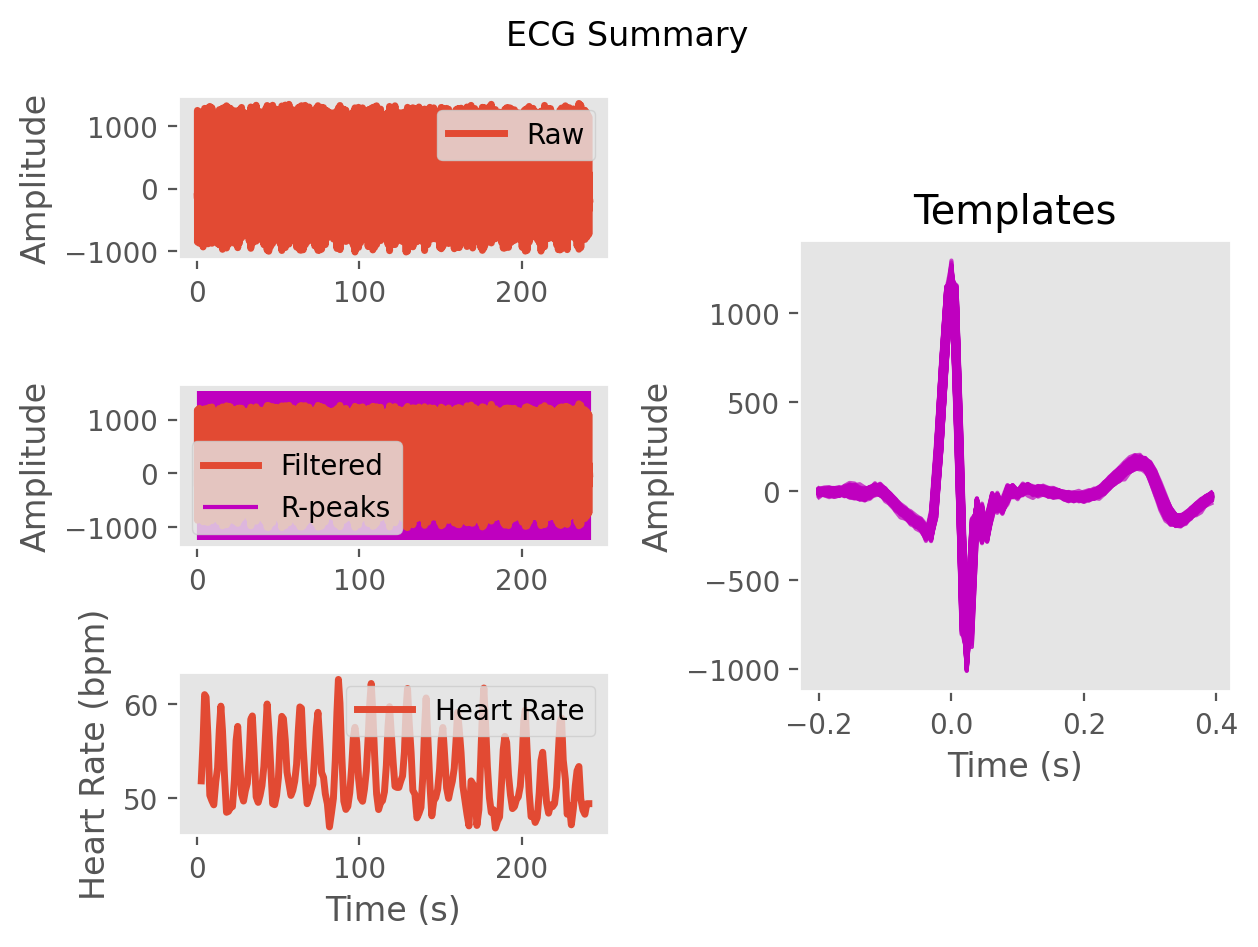 ECG Summary
Amplitude
1000
0
−1000
Raw
0 100 200
Amplitude
1000
0
−1000
Filtered
R-peaks
0 100 200
Heart Rate (bpm)
60
50
Heart Rate
0 100 200
Time (s)
Templates
Amplitude
1000
500
0
−500
−1000
−0.2 0.0 0.2 0.4
Time (s)